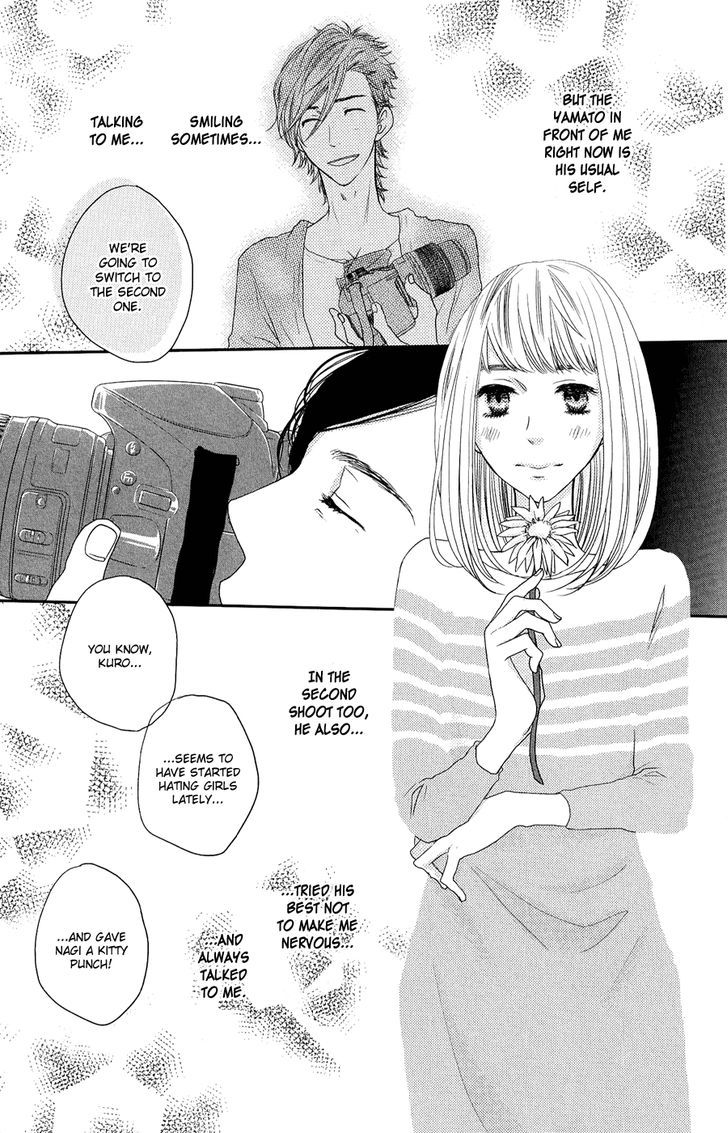 BUT THE
YAMATO IN
FRONT OF ME
RIGHT NOW IS
HIS USUAL
SELF.
SMILING
SOMETIMES...
TALKING
TO ME...
WE'RE
GOING TO
SWITCH TO
THE SECOND
ONE.
IN THE
SECOND
SHOOT TOO,
HE ALSO...
YOU KNOW,
KURO...
...SEEMS TO
HAVE STARTED
HATING GIRLS
LATELY...
...TRIED HIS
BEST NOT
TO MAKE ME
NERVOUS...
...AND
ALWAYS
TALKED
TO ME.
...AND GAVE
NAGI A KITTY
PUNCH!